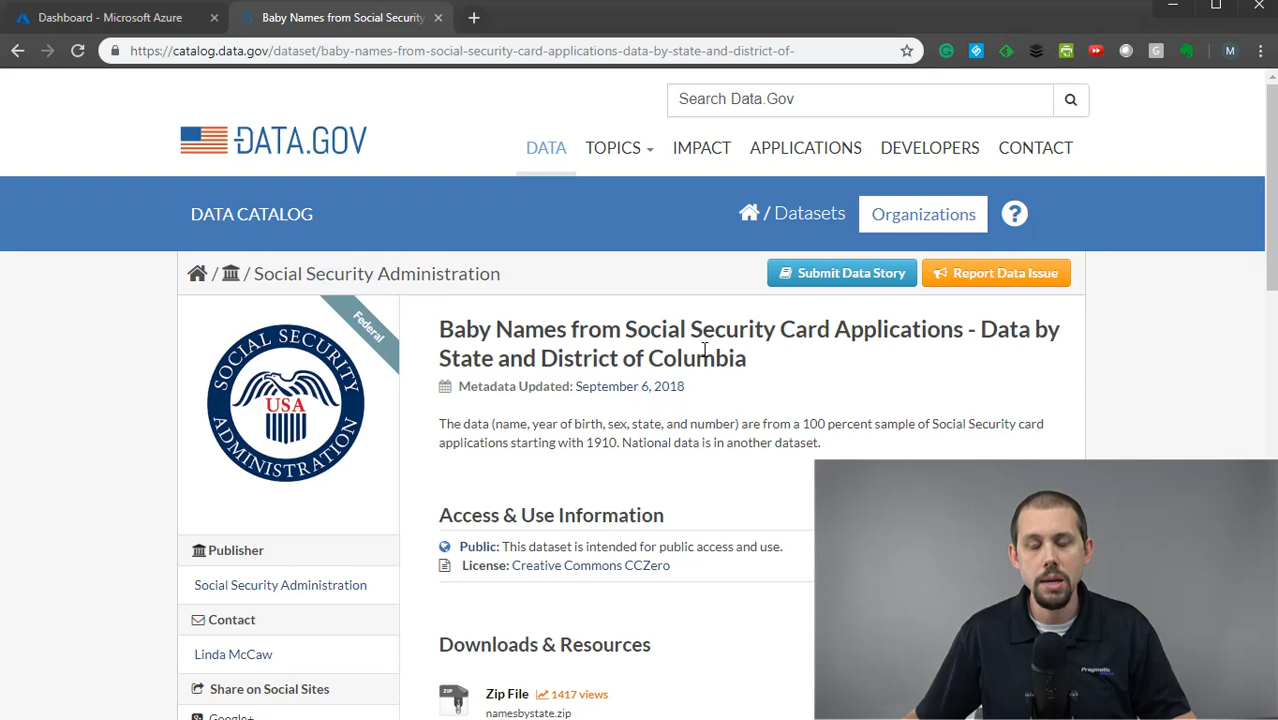 Dashboard - Microsoft Azure
Baby Names from Social Security
https://catalog.data.gov/dataset/baby-names-from-social-security-card-applications-data-by-state-and-district-of-
M
Search Data.Gov
DATA.GOV
DATA TOPICS IMPACT APPLICATIONS DEVELOPERS CONTACT
DATA CATALOG
/ Datasets
Organizations
?
/ / Social Security Administration
Submit Data Story
Report Data Issue
Federal
SOCIAL SECURITY
USA
ADMINISTRATION
Baby Names from Social Security Card Applications - Data by
State and District of Columbia
Metadata Updated: September 6, 2018
The data (name, year of birth, sex, state, and number) are from a 100 percent sample of Social Security card
applications starting with 1910. National data is in another dataset.
Access & Use Information
Public: This dataset is intended for public access and use.
License: Creative Commons CCZero
Downloads & Resources
ZIP
Zip File 1417 views
namesbystate.zip
Publisher
Social Security Administration
Contact
Linda McCaw
Share on Social Sites
Google+
Pragmatic